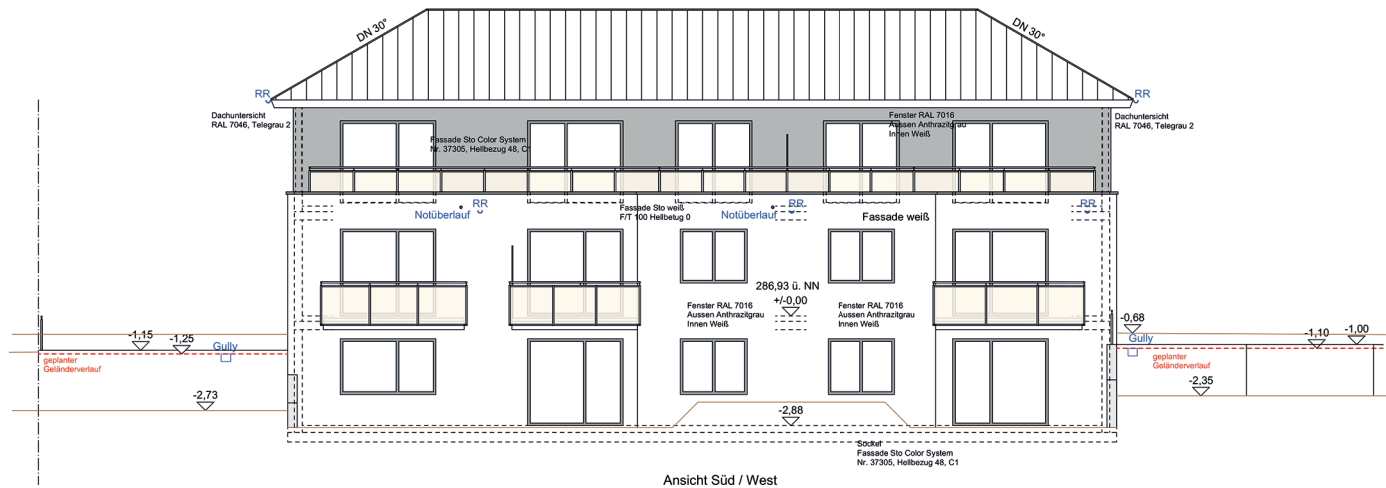 DN 30°
DN 30°
RR
RR
Dachuntersicht
RAL 7046, Telegrau 2
Fassade Sto Color System
Nr. 37305, Hellbezug 48, C1
Fenster RAL 7016
Aussen Anthrazitgrau
Innen Weiß
Dachuntersicht
RAL 7046, Telegrau 2
Notüberlauf
RR
Fassade Sto weiß
F/T 100 Hellbetug 0
Notüberlauf
RR
Fassade weiß
RR
286,93 ü. NN
+/-0,00
Fenster RAL 7016
Aussen Anthrazitgrau
Innen Weiß
Fenster RAL 7016
Aussen Anthrazitgrau
Innen Weiß
-1,15
-1,25
Gully
geplanter
Geländerverlauf
-2,73
-0,68
Gully
-1,10
-1,00
geplanter
Geländerverlauf
-2,35
-2,88
Sockel
Fassade Sto Color System
Nr. 37305, Hellbezug 48, C1
Ansicht Süd / West